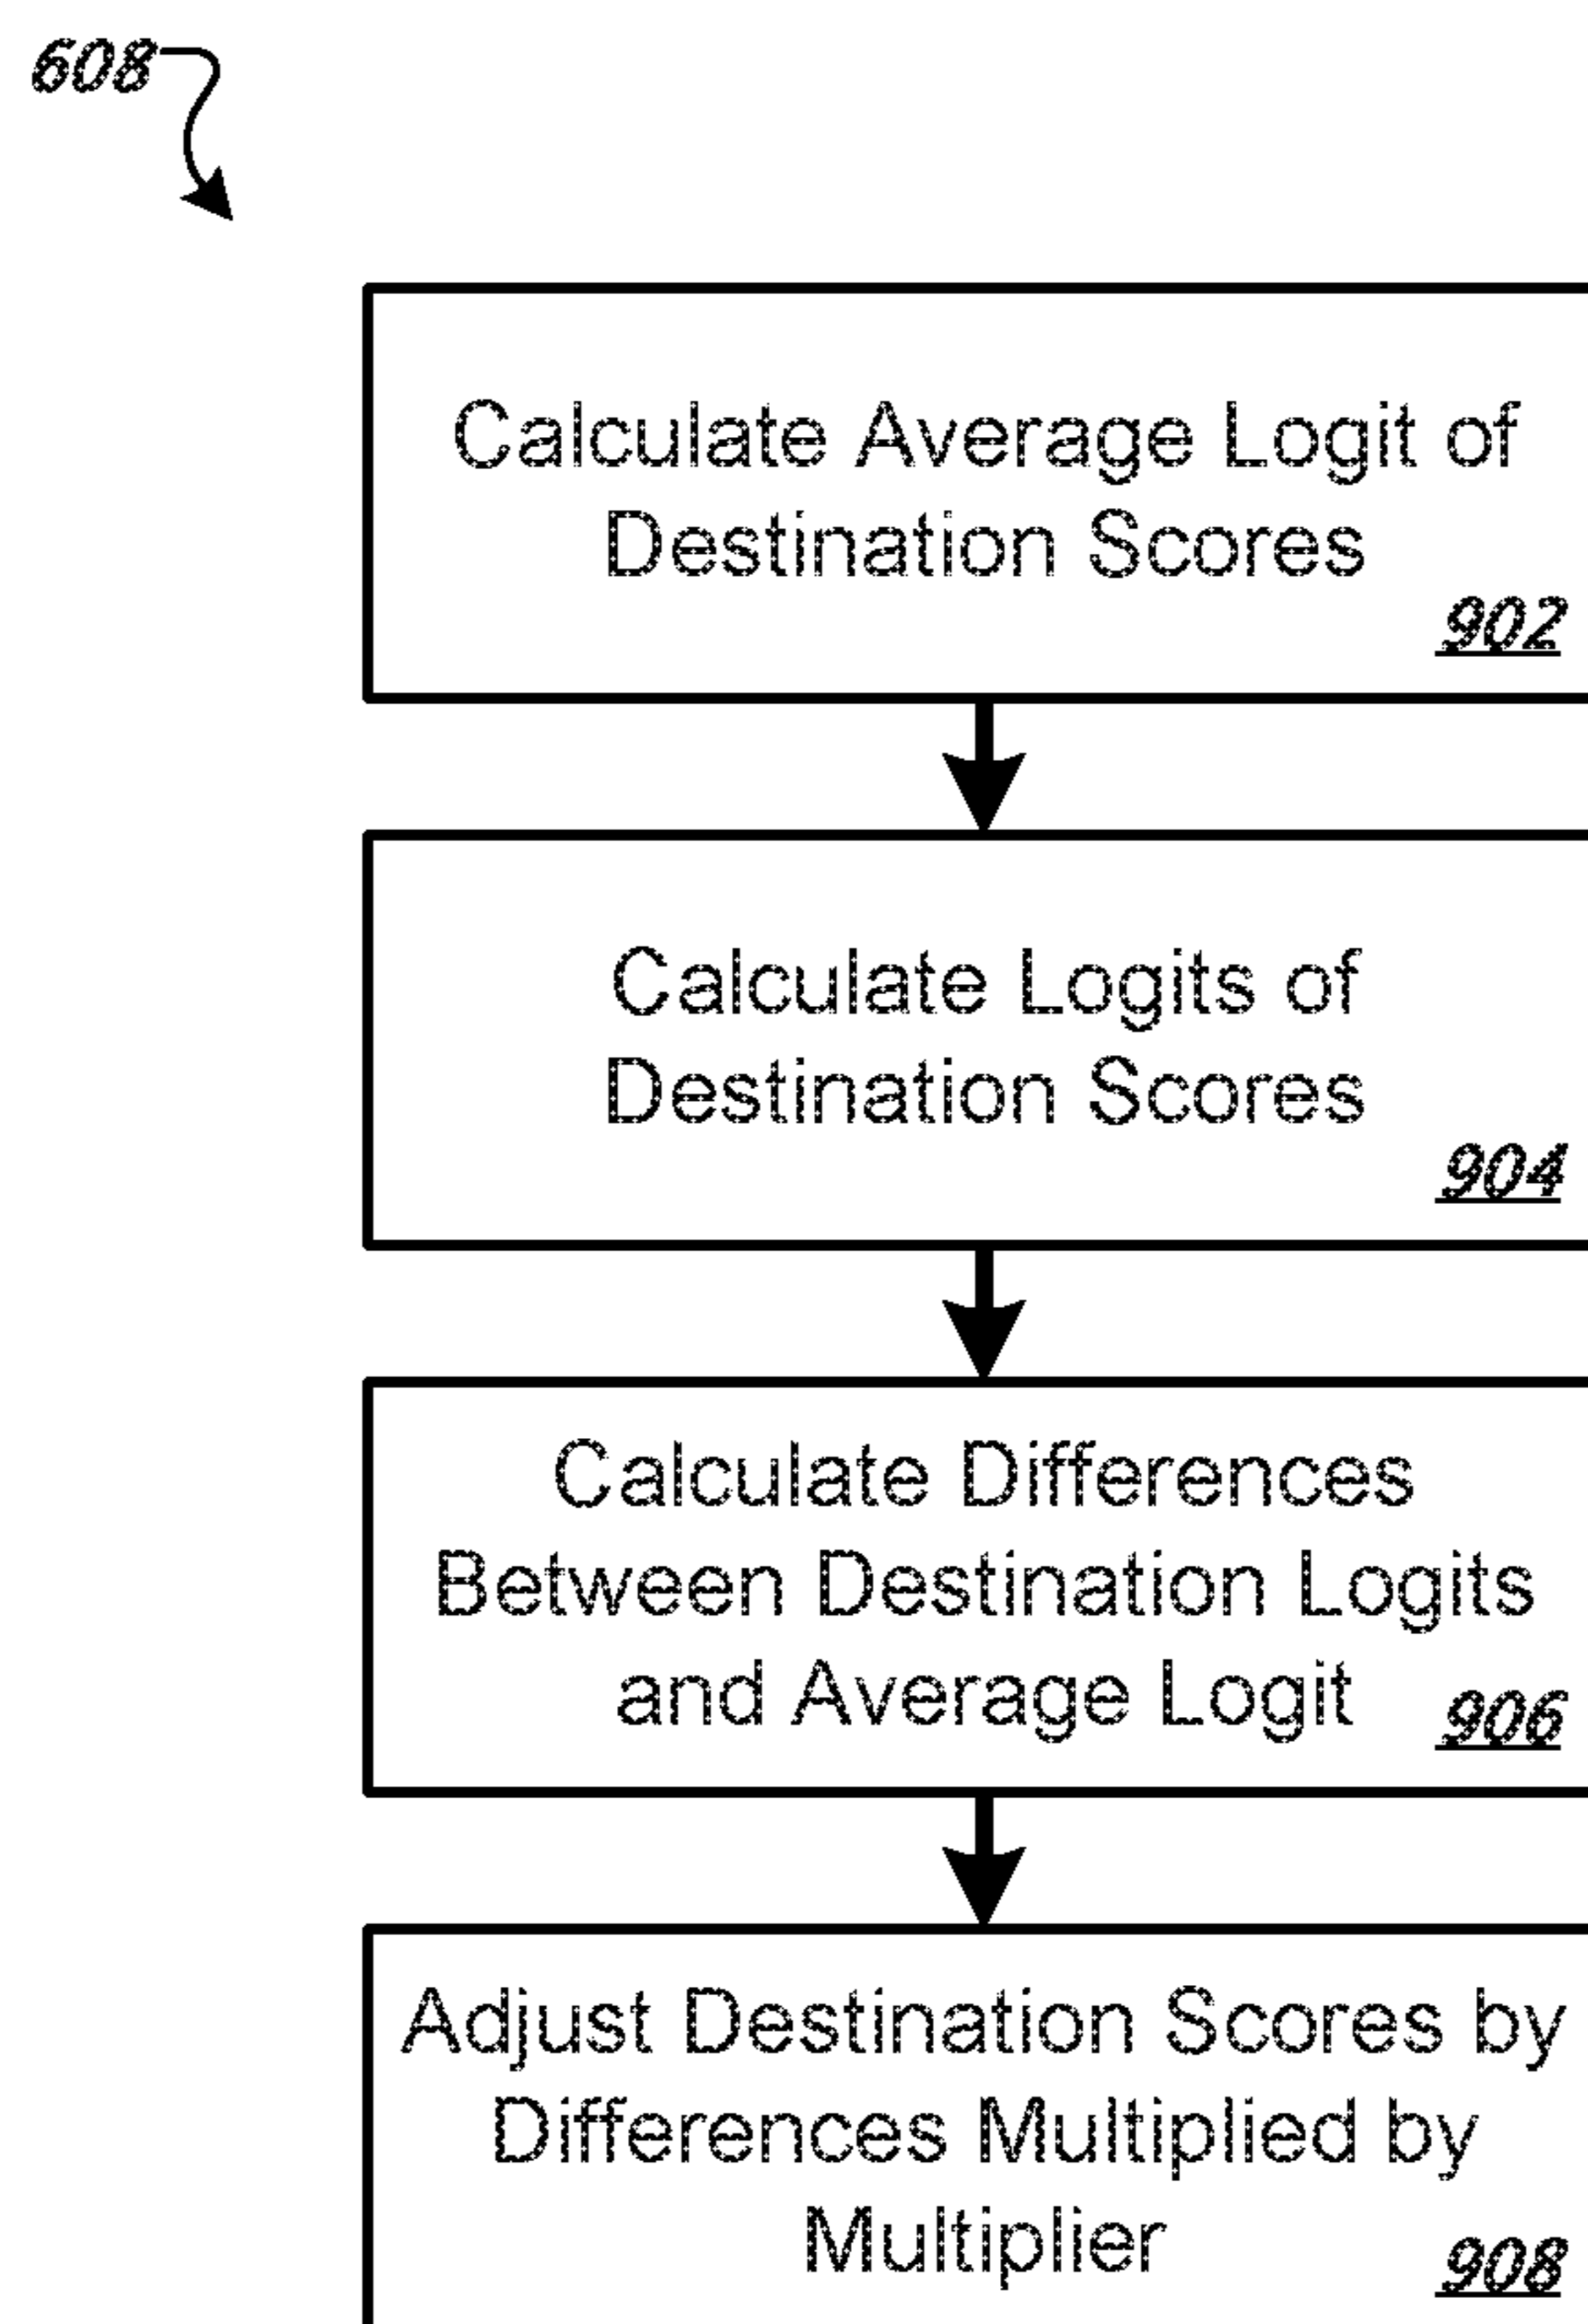 608
Calculate Average Logit of
Destination Scores
902
Calculate Logits of
Destination Scores
904
Calculate Differences
Between Destination Logits
and Average Logit 906
Adjust Destination Scores by
Differences Multiplied by
Multiplier 908